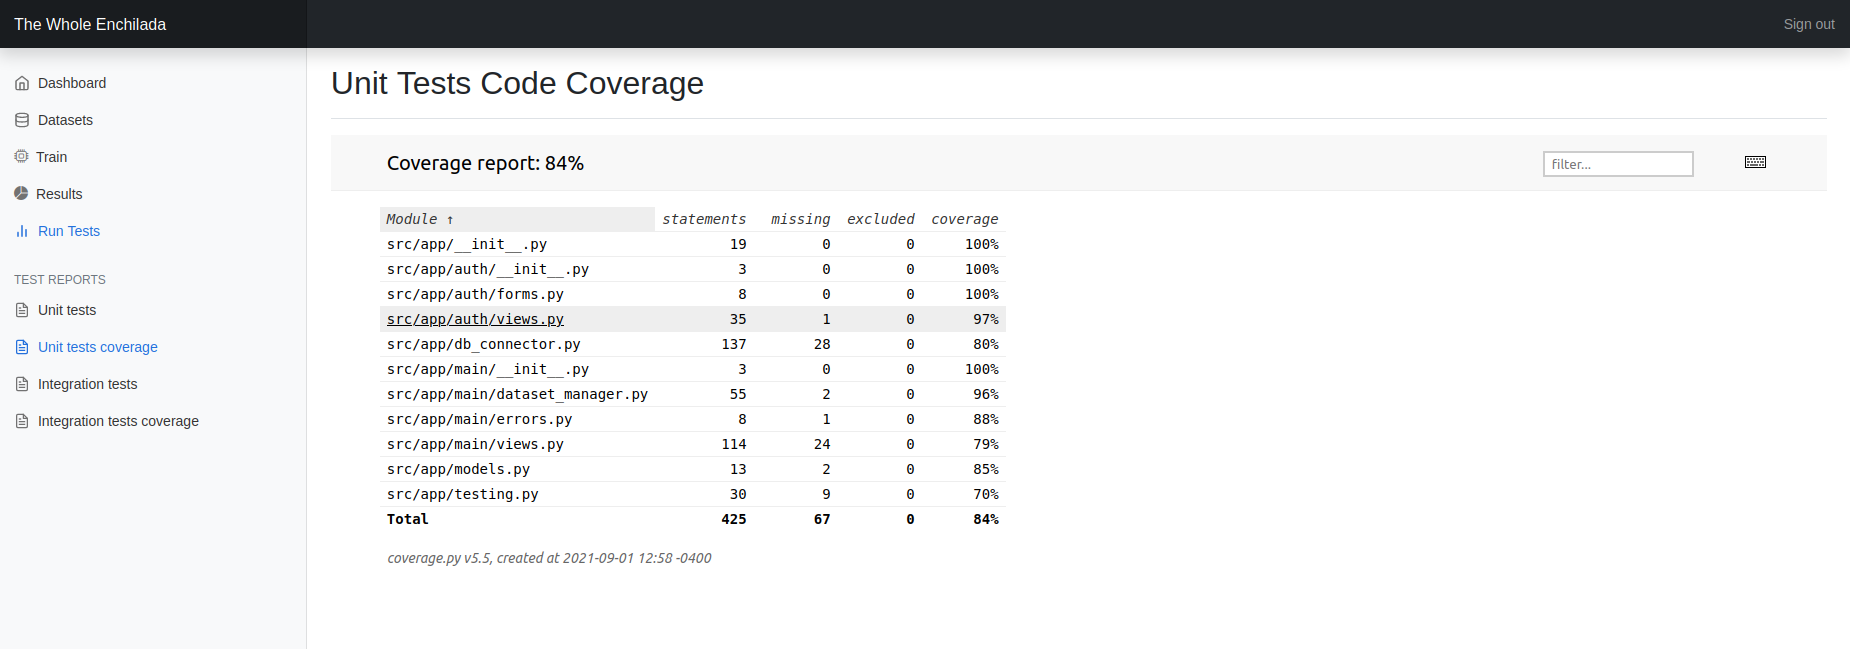 The Whole Enchilada
Sign out
Dashboard
Datasets
Train
Results
Run Tests
TEST REPORTS
Unit tests
Unit tests coverage
Integration tests
Integration tests coverage
Unit Tests Code Coverage
Coverage report: 84%
filter...
Module ↑ statements missing excluded coverage
src/app/__init__.py 19 0 0 100%
src/app/auth/__init__.py 3 0 0 100%
src/app/auth/forms.py 8 0 0 100%
src/app/auth/views.py 35 1 0 97%
src/app/db_connector.py 137 28 0 80%
src/app/main/__init__.py 3 0 0 100%
src/app/main/dataset_manager.py 55 2 0 96%
src/app/main/errors.py 8 1 0 88%
src/app/main/views.py 114 24 0 79%
src/app/models.py 13 2 0 85%
src/app/testing.py 30 9 0 70%
Total 425 67 0 84%
coverage.py v5.5, created at 2021-09-01 12:58 -0400